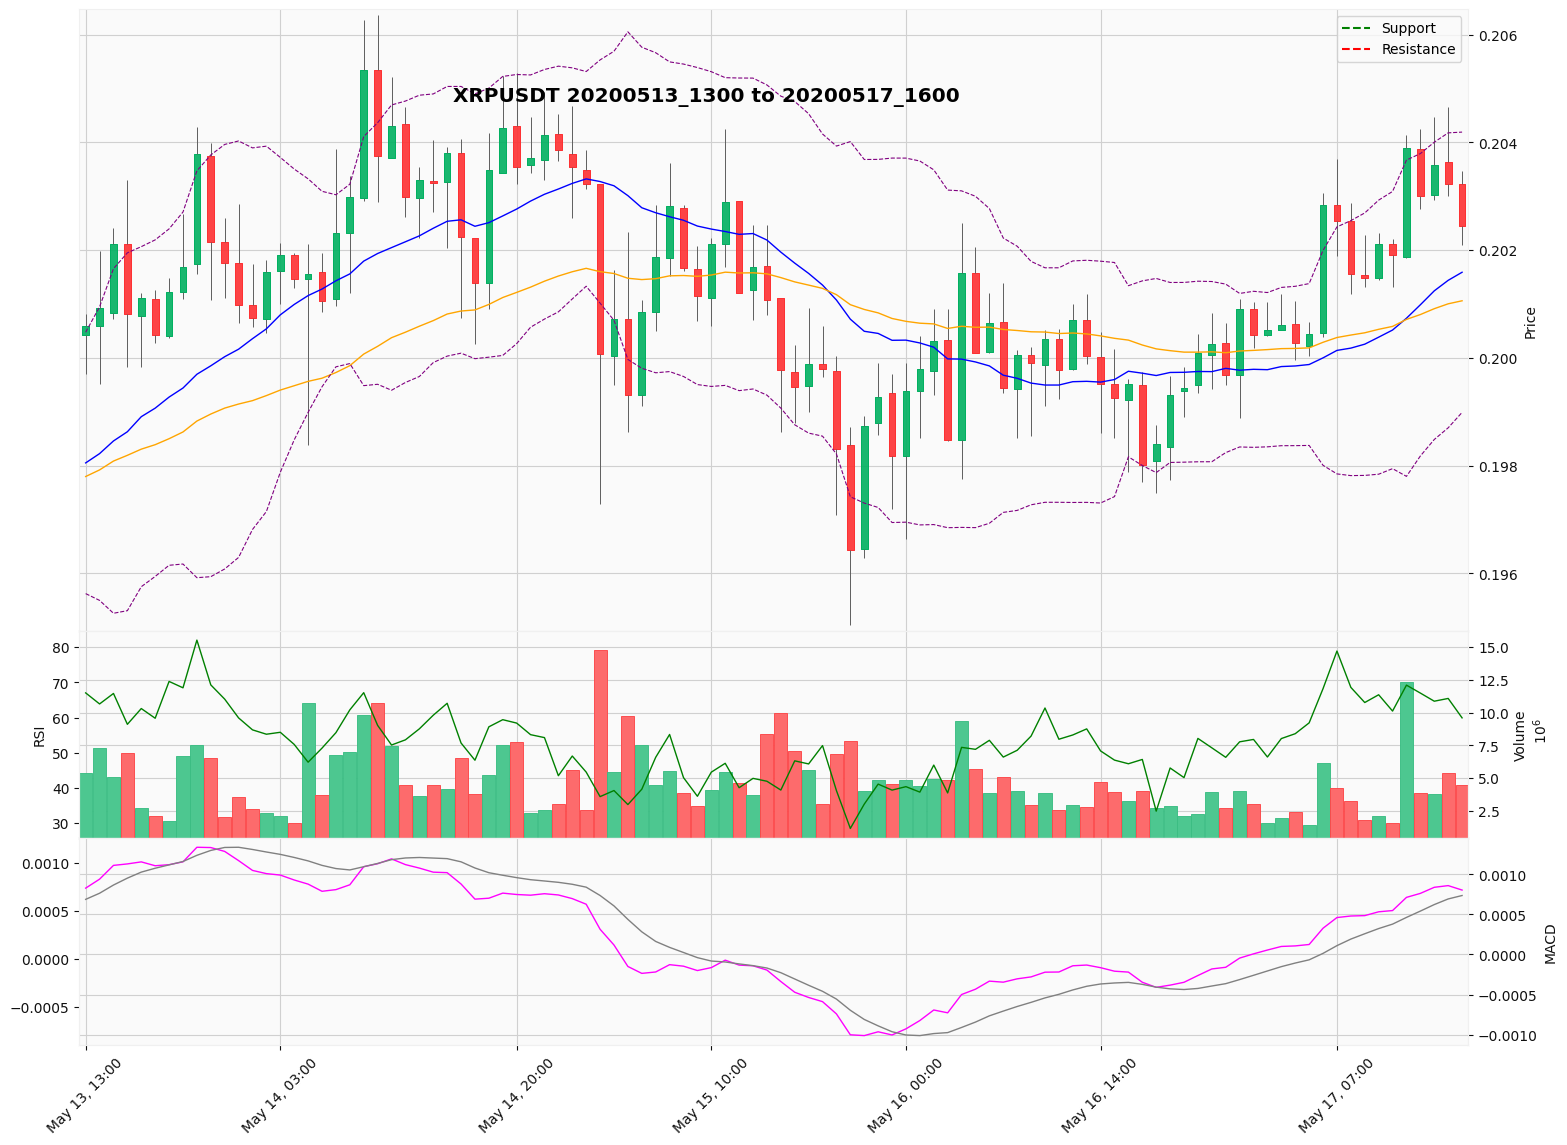 XRPUSDT 20200513_1300 to 20200517_1600
Support
Resistance
0.206
0.204
0.202
0.200
0.198
0.196
Price
80
70
60
50
40
30
RSI
15.0
12.5
10.0
7.5
5.0
2.5
Volume
10^6
0.0010
0.0005
0.0000
−0.0005
0.0010
0.0005
0.0000
−0.0005
−0.0010
MACD
May 13, 13:00
May 14, 03:00
May 14, 20:00
May 15, 10:00
May 16, 00:00
May 16, 14:00
May 17, 07:00